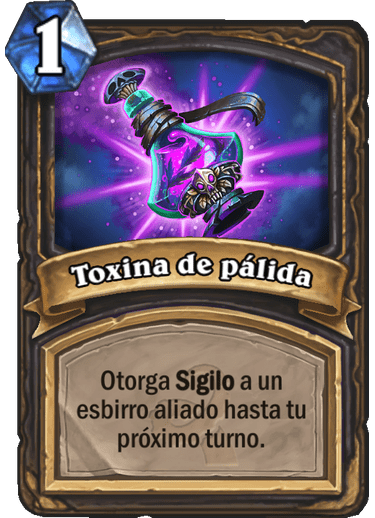 1
Toxina de pálida
Otorga Sigilo a un
esbirro aliado hasta tu
próximo turno.